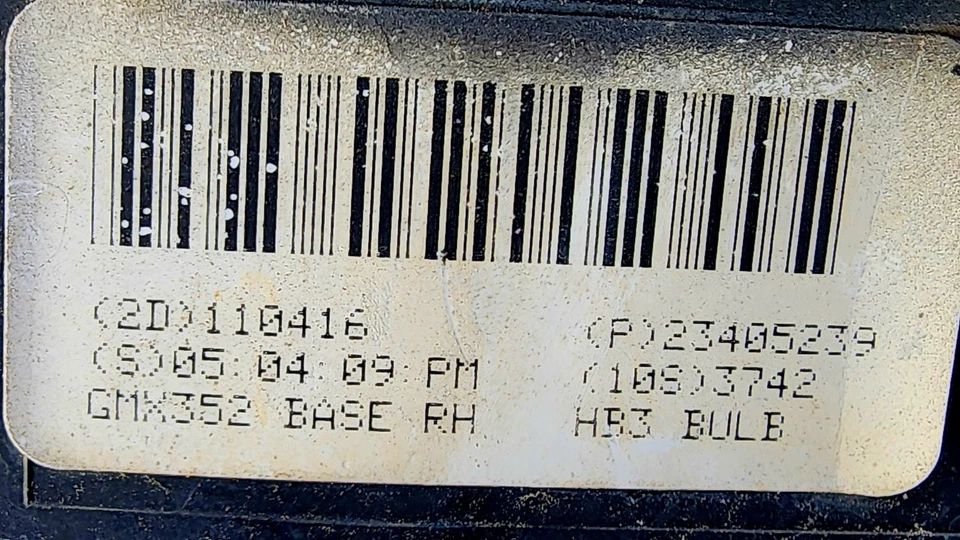 (2D)110416
(S)05:04:09 PM
GMX352 BASE RH
(P)23405239
(10S)3742
HB3 BULB